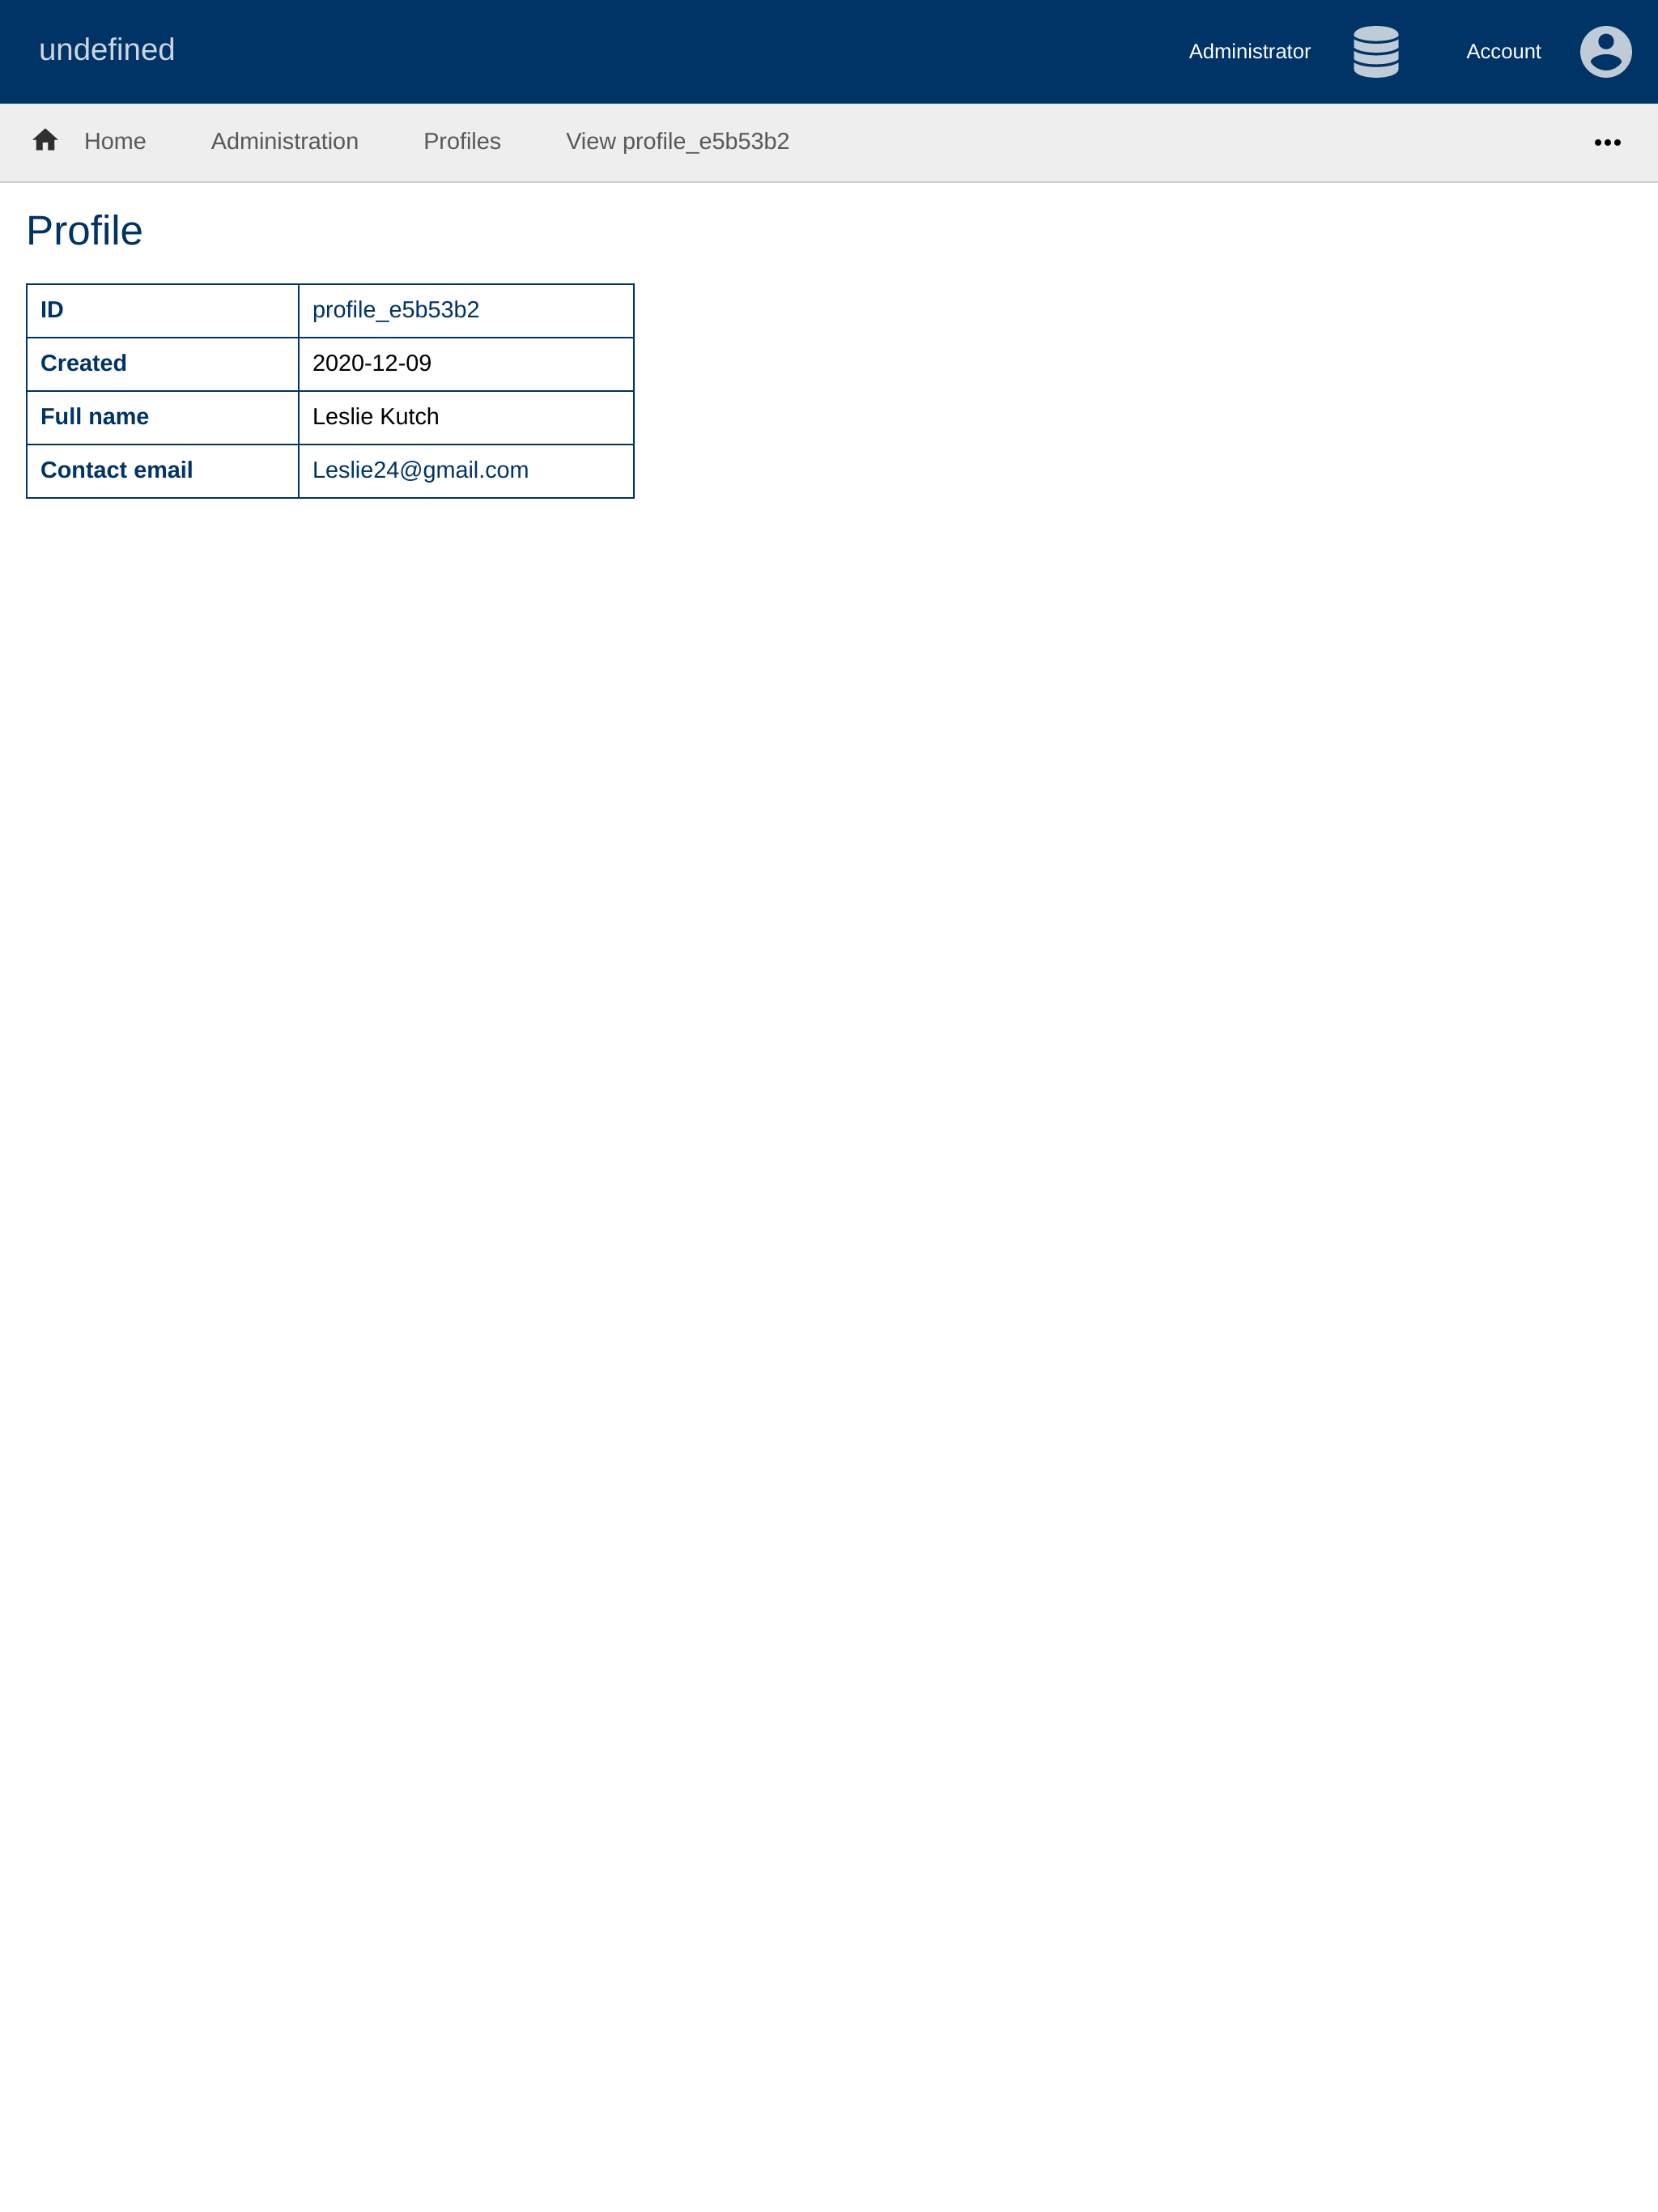 undefined Administrator Account
Home Administration Profiles View profile_e5b53b2
Profile
ID profile_e5b53b2
Created 2020-12-09
Full name Leslie Kutch
Contact email Leslie24@gmail.com